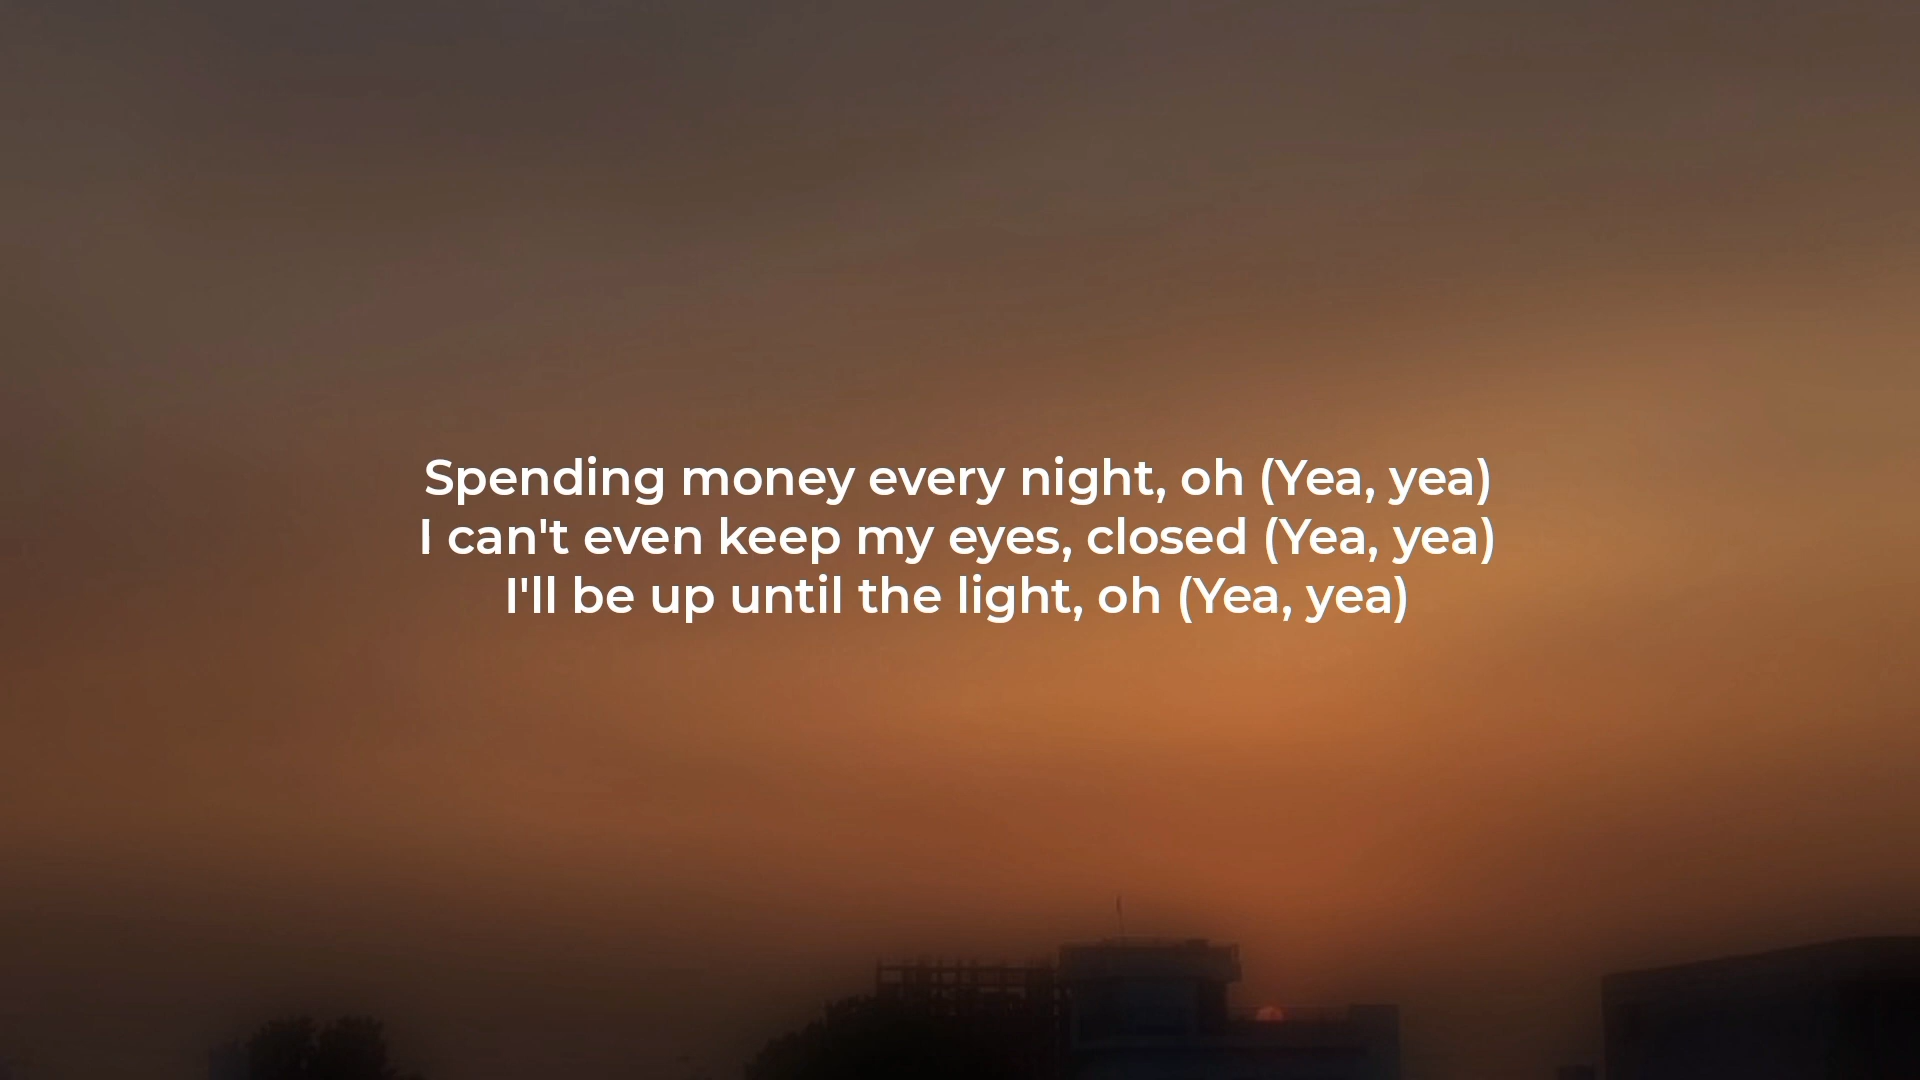 Spending money every night, oh (Yea, yea)
I can't even keep my eyes, closed (Yea, yea)
I'll be up until the light, oh (Yea, yea)